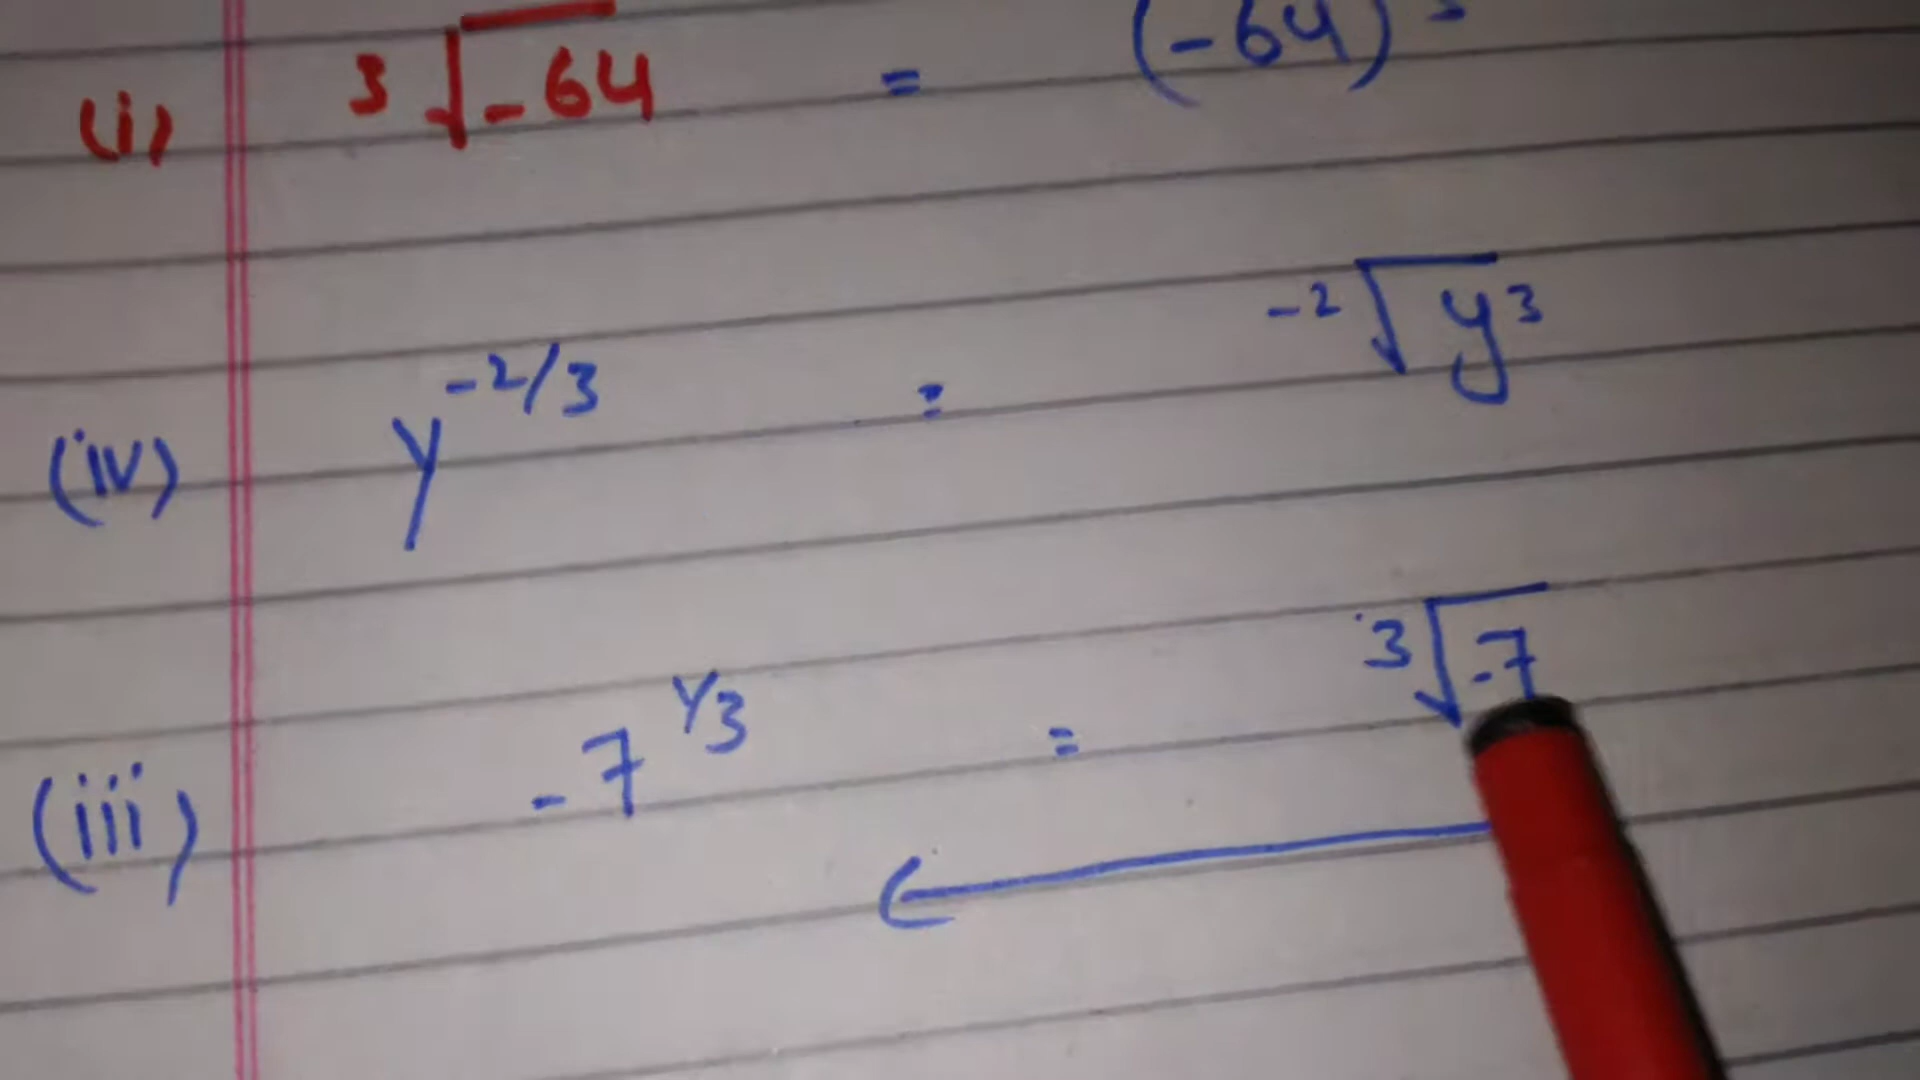 (i) ³√-64 = (-64)
(iv) y^-2/3 = ⁻²√y³
(iii) -7^1/3 = ³√-7